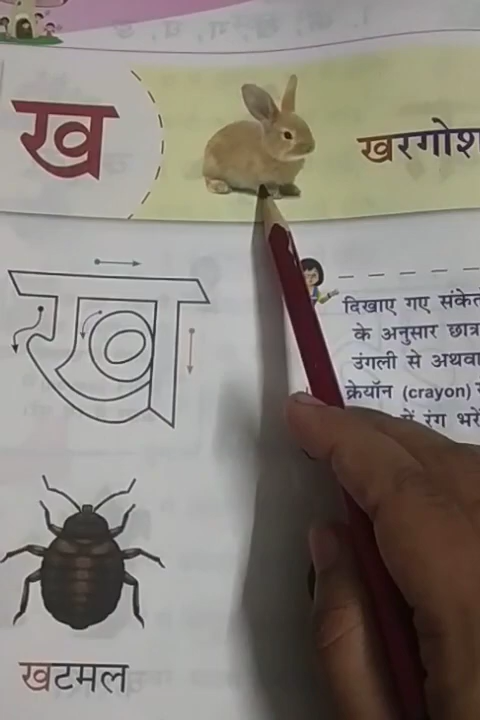 ख
खरगोश
दिखाए गए संकेत
के अनुसार छात्र
उंगली से अथवा
क्रेयॉन (crayon)
में रंग भरें
ख
खटमल